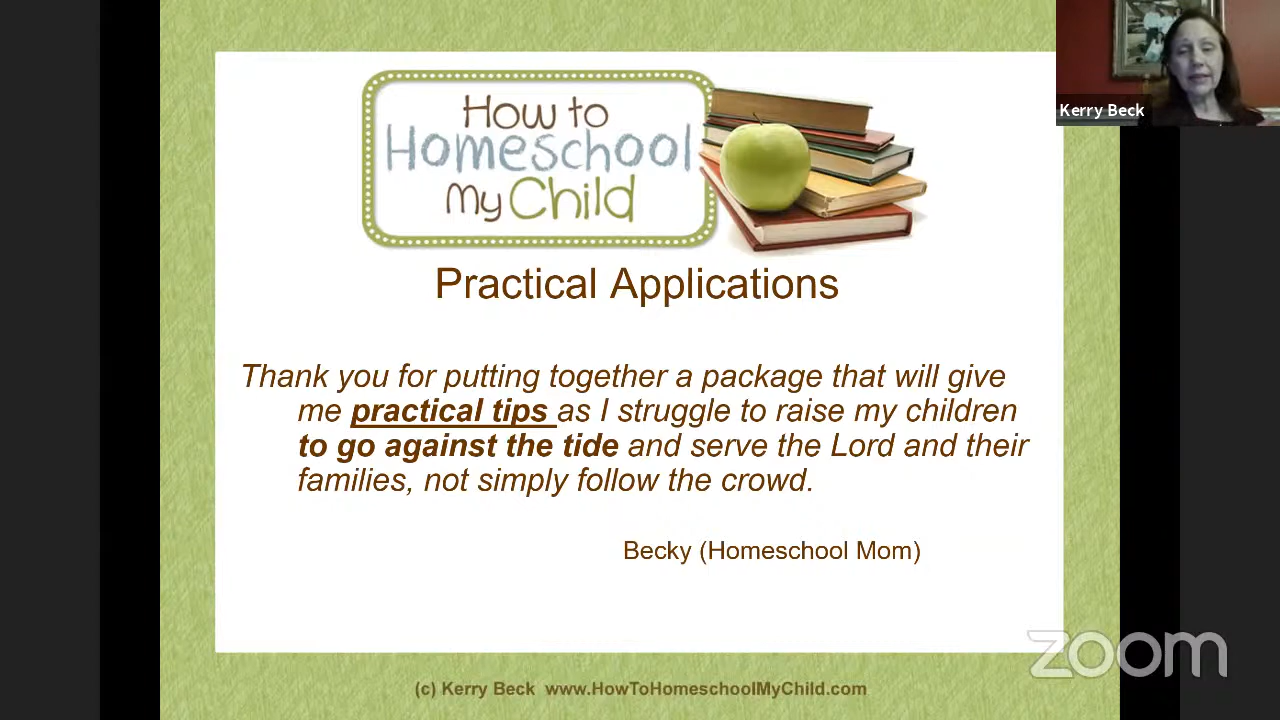 How to
Homeschool
My Child
Kerry Beck
Practical Applications
Thank you for putting together a package that will give
me practical tips as I struggle to raise my children
to go against the tide and serve the Lord and their
families, not simply follow the crowd.
Becky (Homeschool Mom)
zoom
(c) Kerry Beck www.HowToHomeschoolMyChild.com